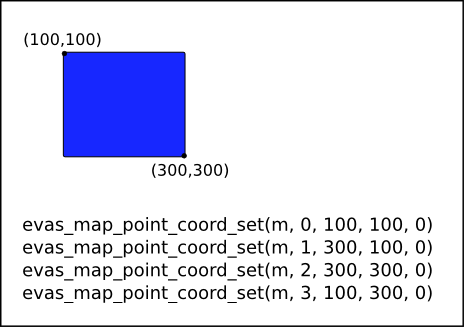 (100,100)
(300,300)
evas_map_point_coord_set(m, 0, 100, 100, 0)
evas_map_point_coord_set(m, 1, 300, 100, 0)
evas_map_point_coord_set(m, 2, 300, 300, 0)
evas_map_point_coord_set(m, 3, 100, 300, 0)